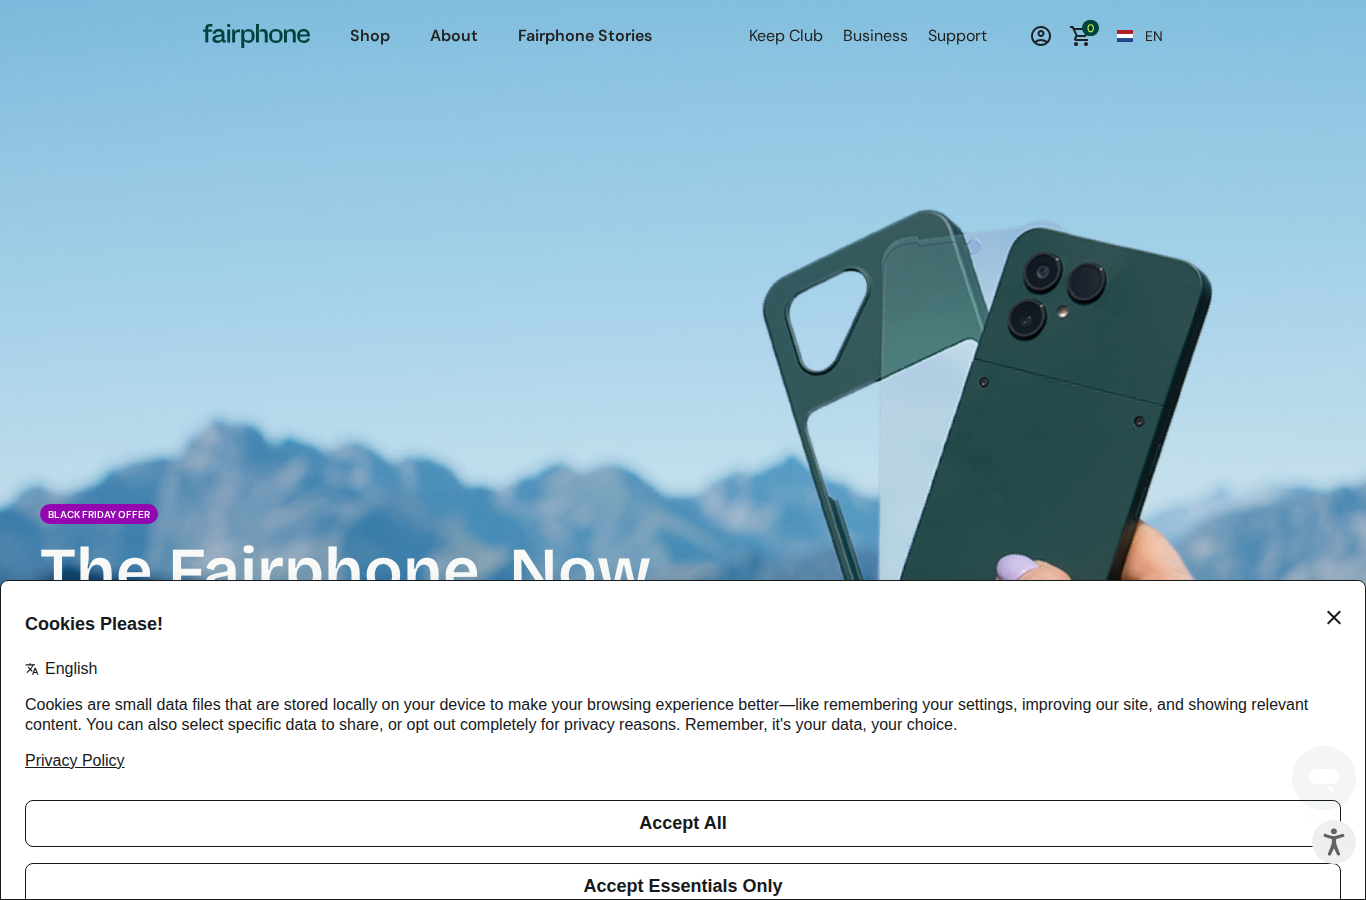 fairphone
Shop
About
Fairphone Stories
Keep Club
Business
Support
0
EN
BLACK FRIDAY OFFER
The Fairphone. Now
Cookies Please!
English
Cookies are small data files that are stored locally on your device to make your browsing experience better—like remembering your settings, improving our site, and showing relevant
content. You can also select specific data to share, or opt out completely for privacy reasons. Remember, it's your data, your choice.
Privacy Policy
Accept All
Accept Essentials Only